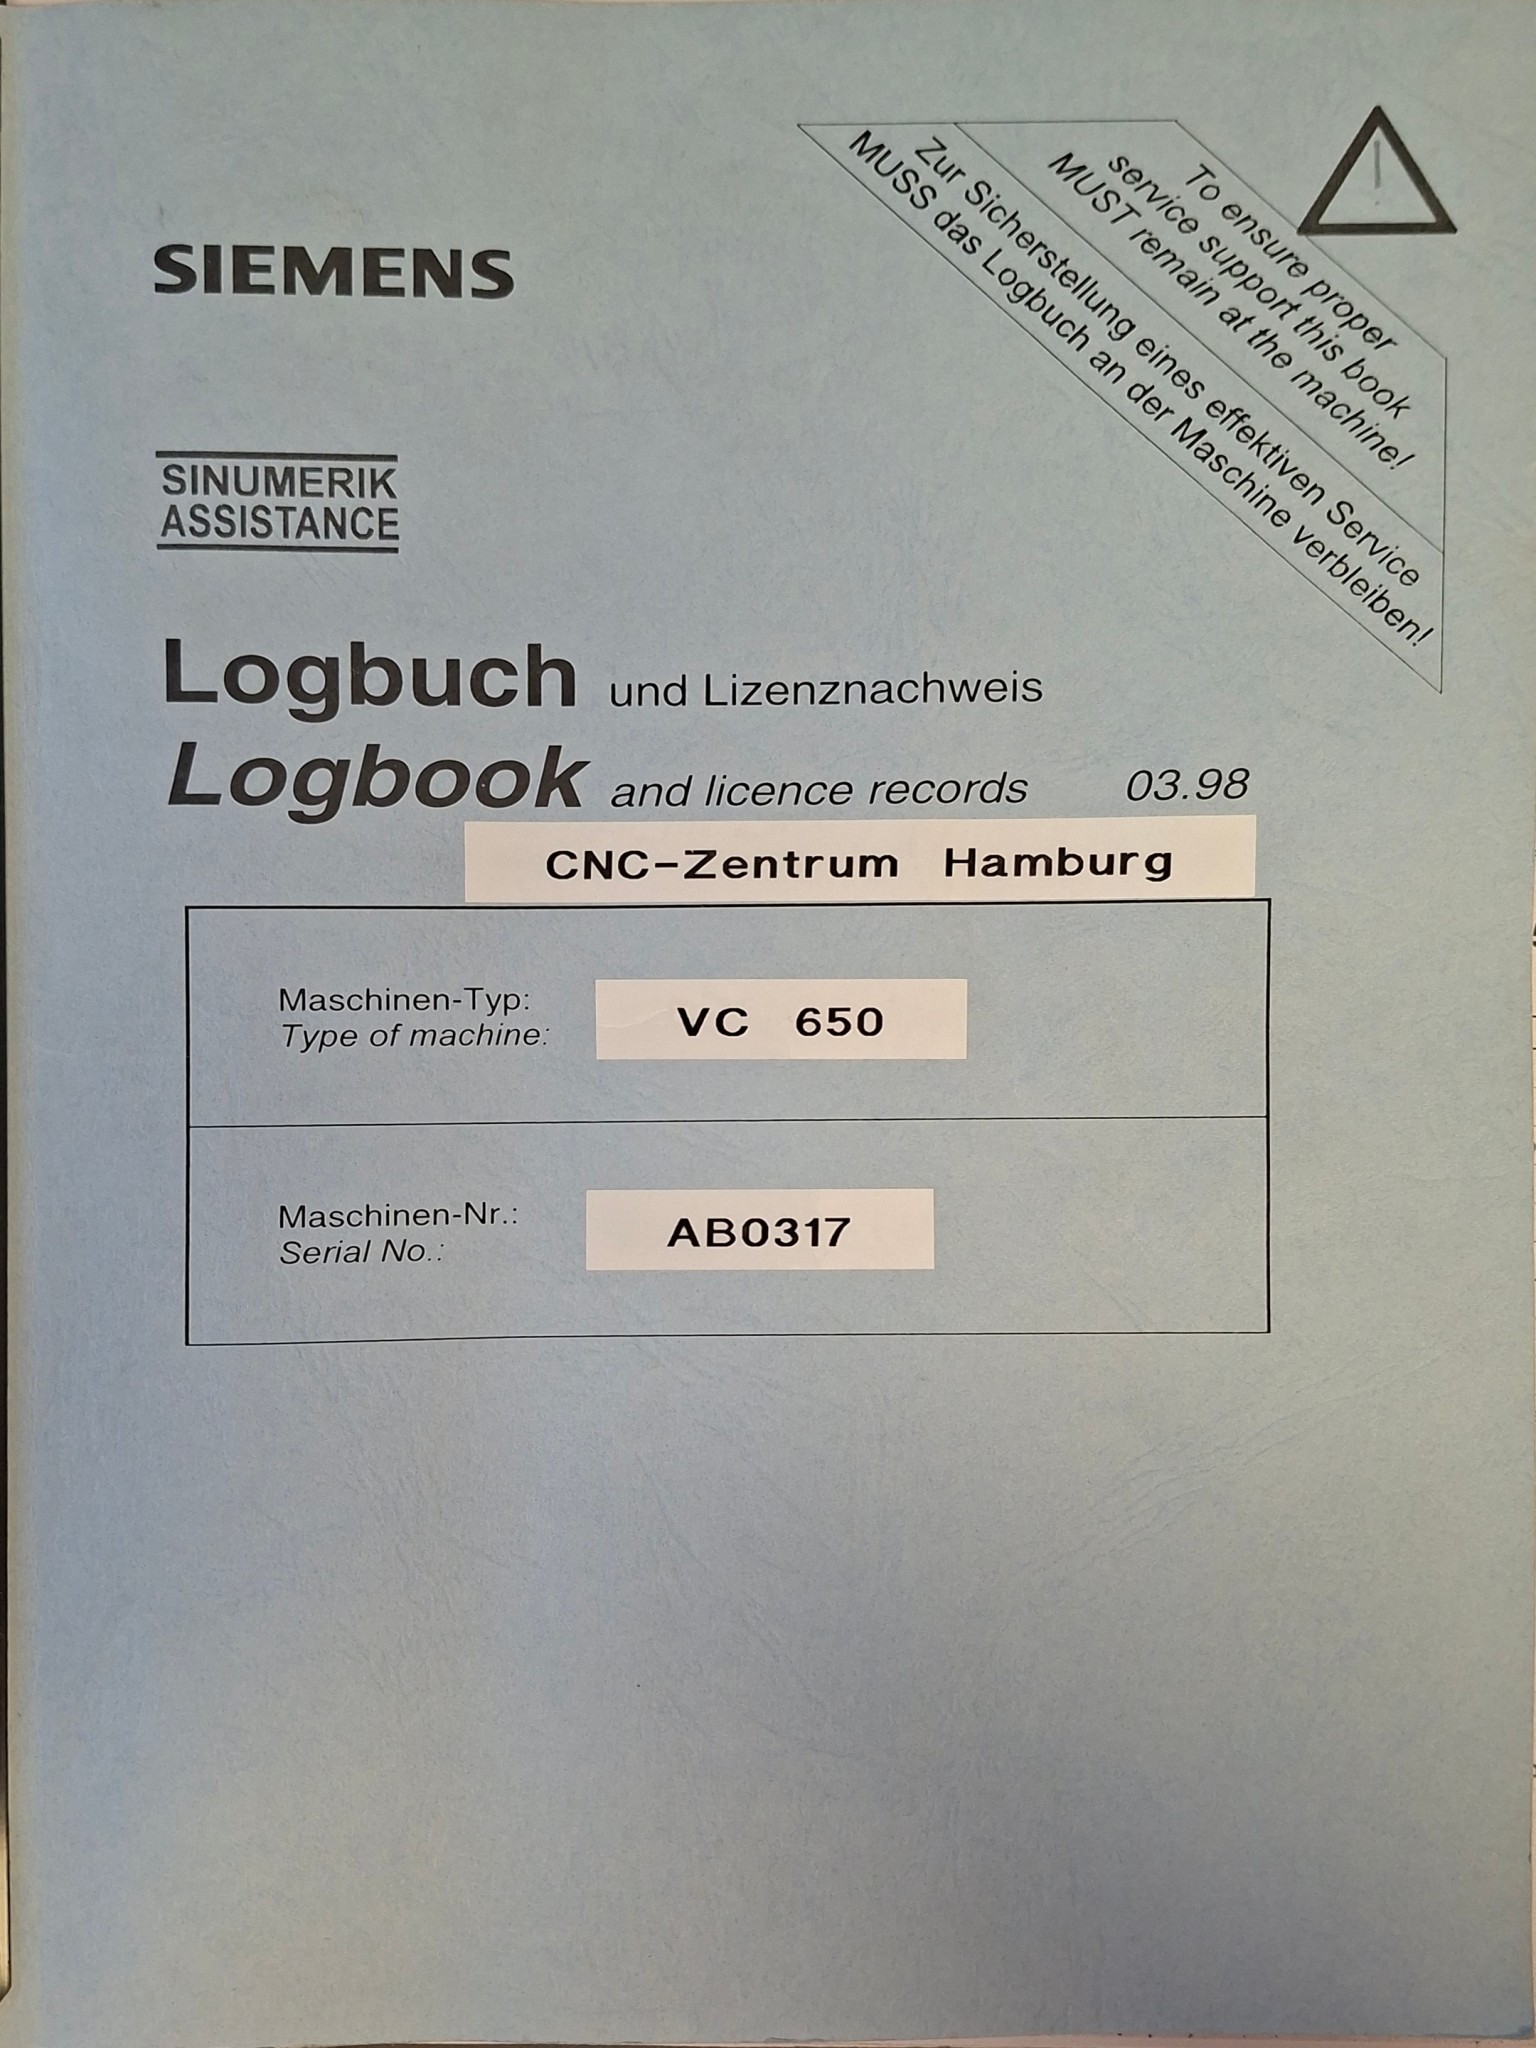 To ensure proper
service support this book
MUST remain at the machine!
Zur Sicherstellung eines effektiven Service
MUSS das Logbuch an der Maschine verbleiben!
!
SIEMENS
SINUMERIK
ASSISTANCE
Logbuch und Lizenznachweis
Logbook and licence records 03.98
CNC-Zentrum Hamburg
Maschinen-Typ:
Type of machine:
VC 650
Maschinen-Nr.:
Serial No.:
AB0317